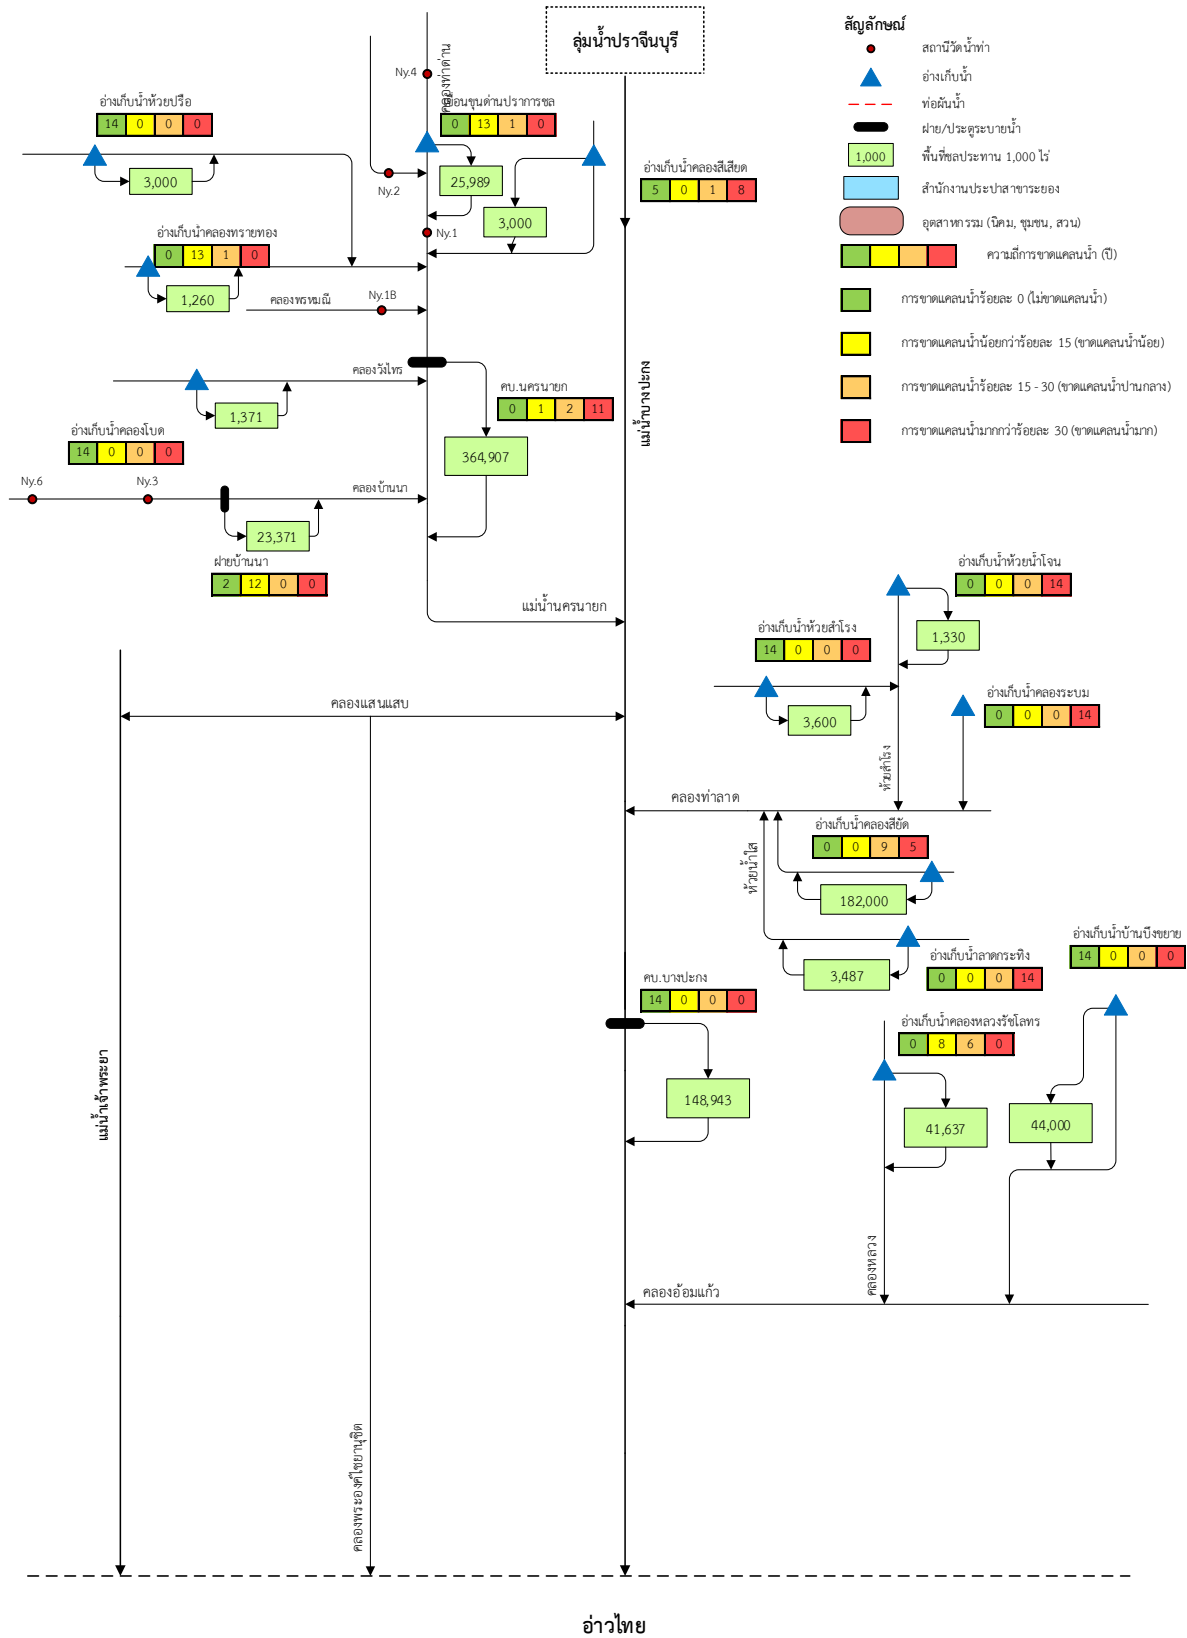 ลุ่มน้ำปราจีนบุรี
สัญลักษณ์
สถานีวัดน้ำท่า
อ่างเก็บน้ำ
ท่อผันน้ำ
ฝาย/ประตูระบายน้ำ
1,000 พื้นที่ชลประทาน 1,000 ไร่
สำนักงานประปาสาขาระยอง
อุตสาหกรรม (นิคม, ชุมชน, สวน)
ความถี่การขาดแคลนน้ำ (ปี)
การขาดแคลนน้ำร้อยละ 0 (ไม่ขาดแคลนน้ำ)
การขาดแคลนน้ำน้อยกว่าร้อยละ 15 (ขาดแคลนน้ำน้อย)
การขาดแคลนน้ำร้อยละ 15 - 30 (ขาดแคลนน้ำปานกลาง)
การขาดแคลนน้ำมากกว่าร้อยละ 30 (ขาดแคลนน้ำมาก)
คลองท่าด่าน
Ny.4
อ่างเก็บน้ำห้วยปรือ
14 0 0 0
3,000
ขุนด่านปราการชล
0 13 1 0
25,989
Ny.2
3,000
Ny.1
อ่างเก็บน้ำคลองสีเสียด
5 0 1 8
อ่างเก็บน้ำคลองทรายทอง
0 13 1 0
1,260
คลองพรหมณี
Ny.1B
คลองวังไทร
1,371
คบ.นครนายก
0 1 2 11
364,907
แม่น้ำบางปะกง
อ่างเก็บน้ำคลองโบด
14 0 0 0
Ny.6
Ny.3
คลองบ้านนา
23,371
ฝายบ้านนา
2 12 0 0
แม่น้ำนครนายก
อ่างเก็บน้ำห้วยน้ำโจน
0 0 0 14
1,330
อ่างเก็บน้ำห้วยสำโรง
14 0 0 0
3,600
อ่างเก็บน้ำคลองระบม
0 0 0 14
ห้วยสำโรง
คลองแสนแสบ
คลองท่าลาด
อ่างเก็บน้ำคลองสียัด
0 0 9 5
182,000
ห้วยน้ำใส
3,487
อ่างเก็บน้ำลาดกระทิง
0 0 0 14
อ่างเก็บน้ำบ้านบึงขยาย
14 0 0 0
คบ.บางปะกง
14 0 0 0
148,943
อ่างเก็บน้ำคลองหลวงรัชโลทร
0 8 6 0
41,637
44,000
แม่น้ำเจ้าพระยา
คลองหลวง
คลองอ้อมแก้ว
คลองพระองค์ไชยานุชิต
อ่าวไทย